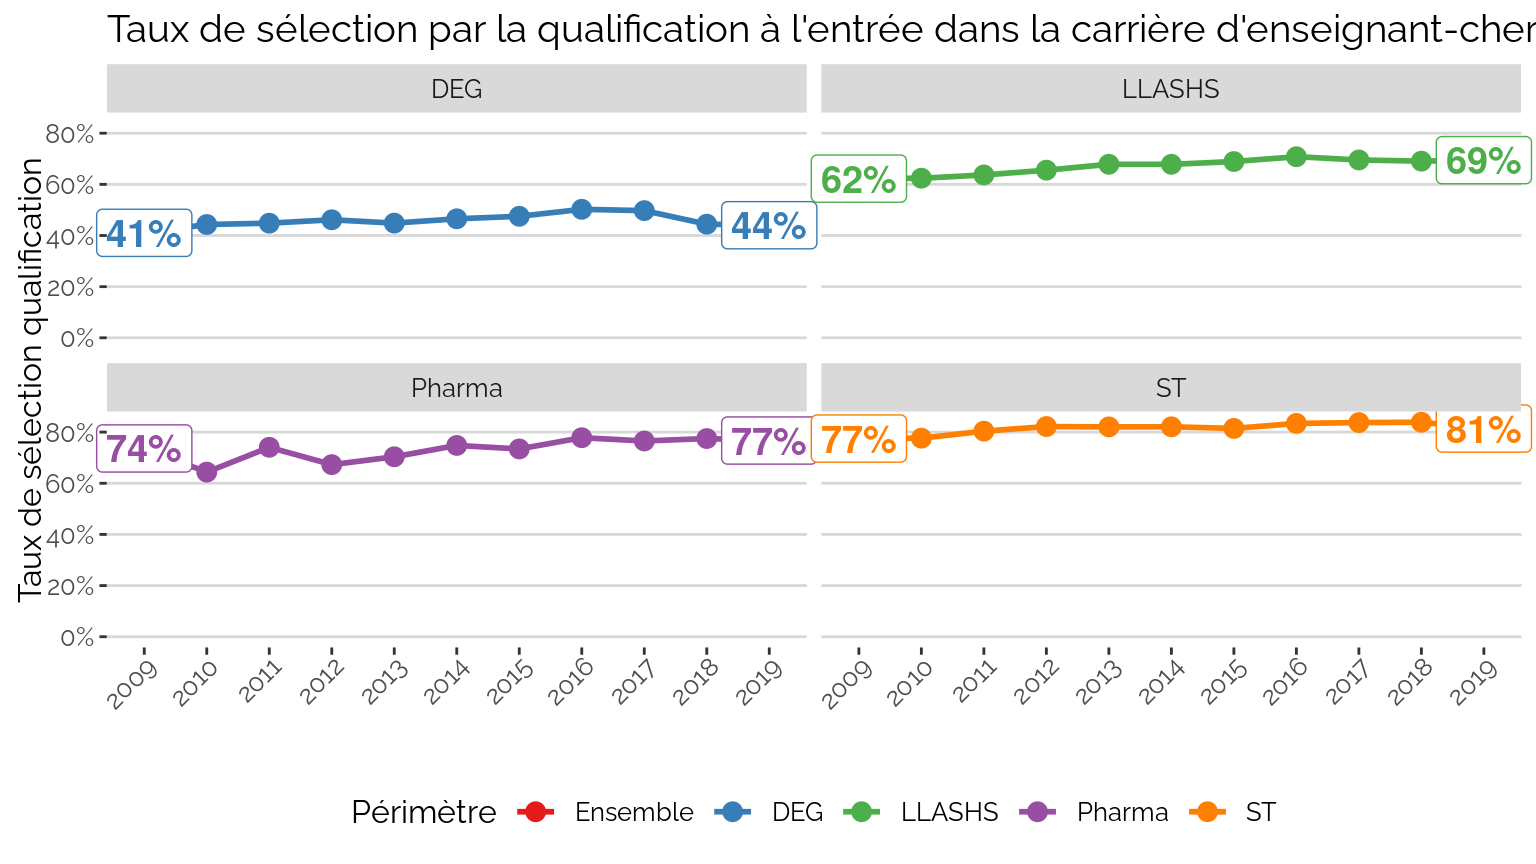 Taux de sélection par la qualification à l'entrée dans la carrière d'enseignant-cher
DEG
LLASHS
Taux de sélection qualification
80%
60%
40%
20%
0%
41%
44%
62%
69%
Pharma
ST
80%
60%
40%
20%
0%
74%
77%
77%
81%
2009 2010 2011 2012 2013 2014 2015 2016 2017 2018 2019
2009 2010 2011 2012 2013 2014 2015 2016 2017 2018 2019
Périmètre Ensemble DEG LLASHS Pharma ST